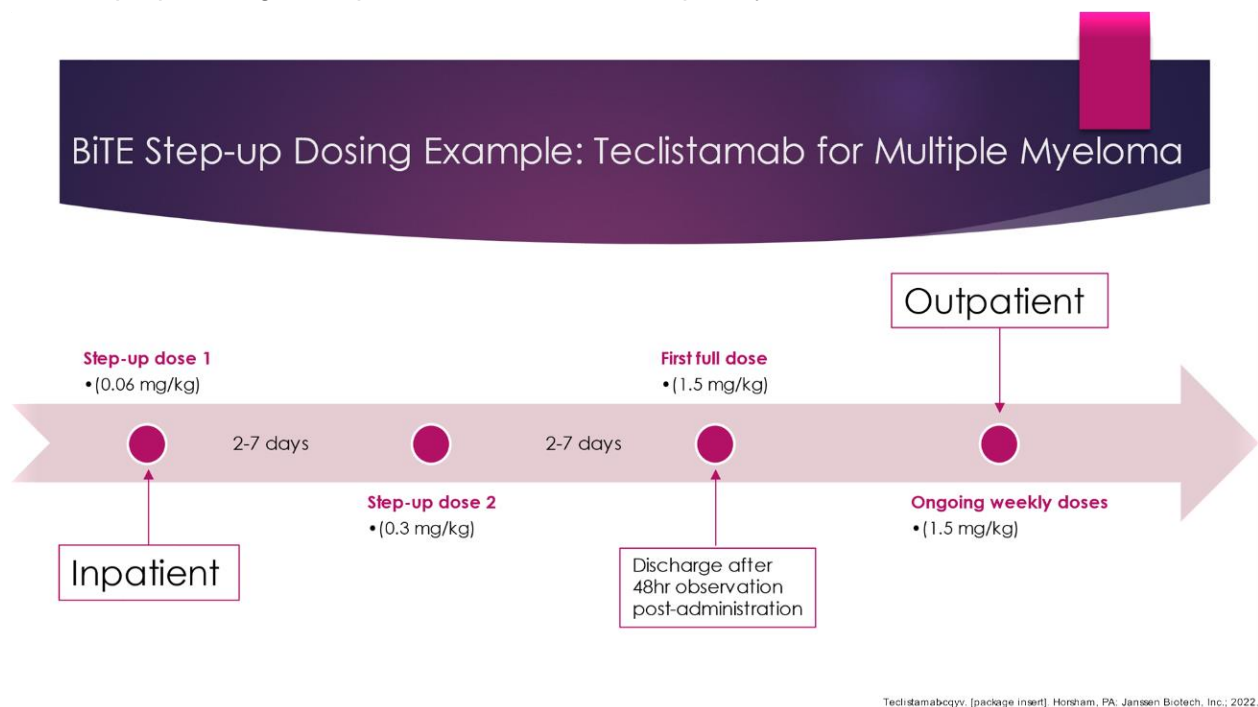 BiTE Step-up Dosing Example: Teclistamab for Multiple Myeloma
Outpatient
Step-up dose 1
•(0.06 mg/kg)
First full dose
•(1.5 mg/kg)
2-7 days
2-7 days
Step-up dose 2
•(0.3 mg/kg)
Ongoing weekly doses
•(1.5 mg/kg)
Inpatient
Discharge after
48hr observation
post-administration
Teclistamabcqyv. [package insert]. Horsham, PA: Janssen Biotech, Inc.; 2022.